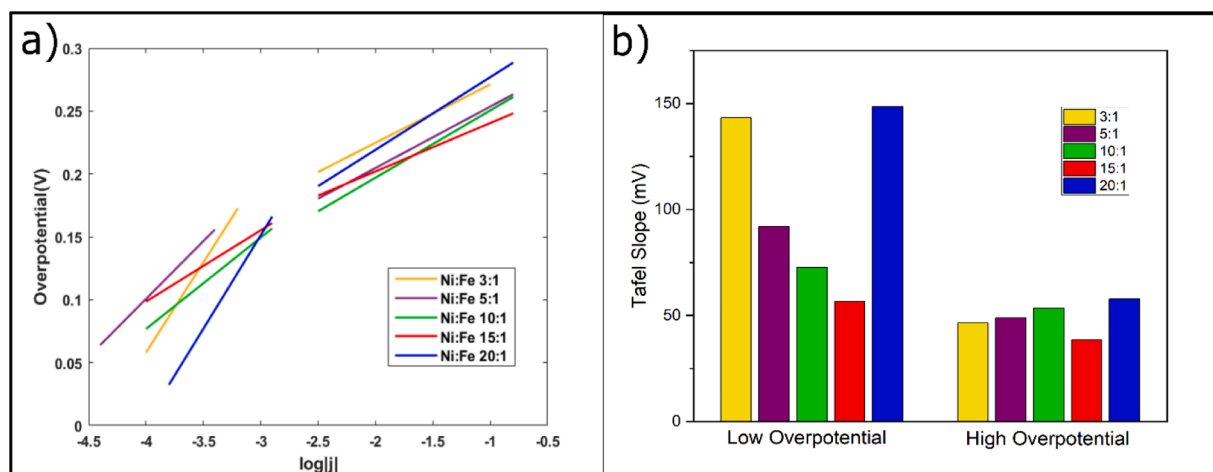 a)
0.3
0.25
0.2
0.15
0.1
0.05
0
Overpotential(V)
-4.5
-4
-3.5
-3
-2.5
-2
-1.5
-1
-0.5
log|j|
Ni:Fe 3:1
Ni:Fe 5:1
Ni:Fe 10:1
Ni:Fe 15:1
Ni:Fe 20:1
b)
150
100
50
0
Tafel Slope (mV)
3:1
5:1
10:1
15:1
20:1
Low Overpotential
High Overpotential